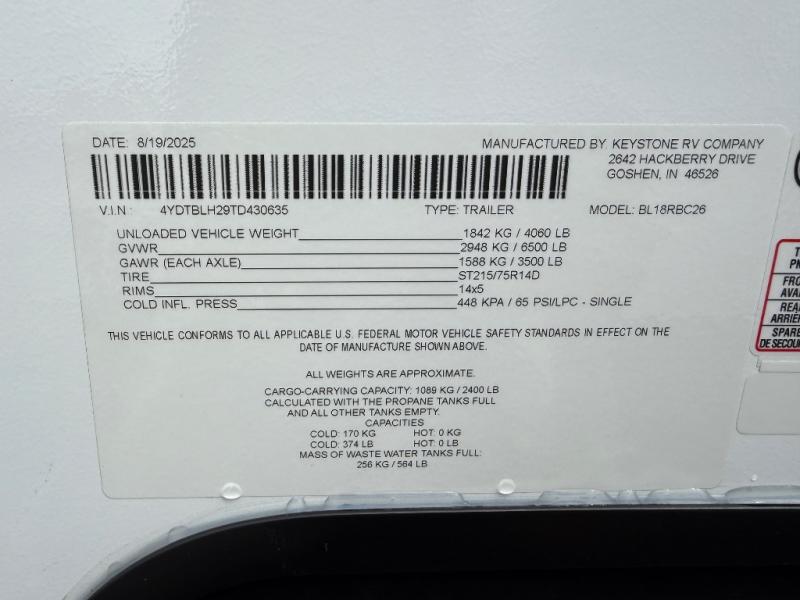 DATE: 8/19/2025
MANUFACTURED BY: KEYSTONE RV COMPANY
2642 HACKBERRY DRIVE
GOSHEN, IN 46526
V.I.N.: 4YDTBLH29TD430635 TYPE: TRAILER MODEL: BL18RBC26
UNLOADED VEHICLE WEIGHT 1842 KG / 4060 LB
GVWR 2948 KG / 6500 LB
GAWR (EACH AXLE) 1588 KG / 3500 LB
TIRE ST215/75R14D
RIMS 14x5
COLD INFL. PRESS 448 KPA / 65 PSI/LPC - SINGLE
THIS VEHICLE CONFORMS TO ALL APPLICABLE U.S. FEDERAL MOTOR VEHICLE SAFETY STANDARDS IN EFFECT ON THE
DATE OF MANUFACTURE SHOWN ABOVE.
ALL WEIGHTS ARE APPROXIMATE.
CARGO-CARRYING CAPACITY: 1089 KG / 2400 LB
CALCULATED WITH THE PROPANE TANKS FULL
AND ALL OTHER TANKS EMPTY.
CAPACITIES
COLD: 170 KG HOT: 0 KG
COLD: 374 LB HOT: 0 LB
MASS OF WASTE WATER TANKS FULL:
256 KG / 564 LB
SPARE